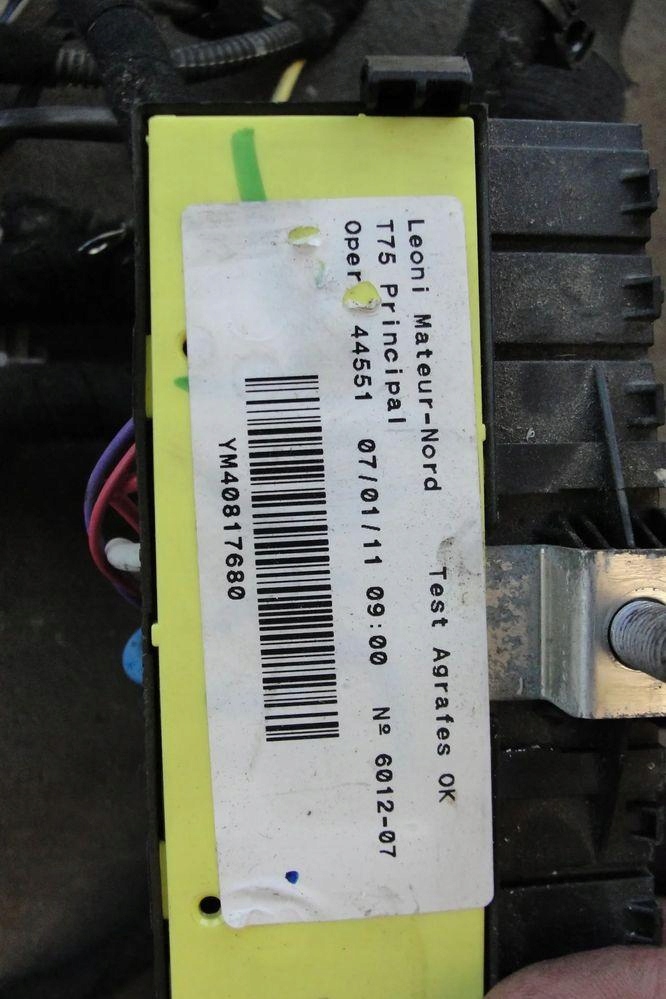 Leoni Mateur-Nord Test Agrafes OK
T75 Principal
Oper 44551 07/01/11 09:00 Nº 6012-07
YM40817680